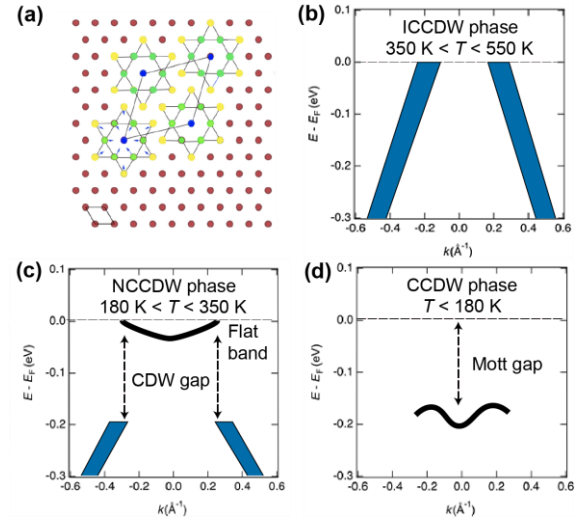 (a)
(b)
ICCDW phase
350 K < T < 550 K
0.1
0.0
-0.1
-0.2
-0.3
E - E_F (eV)
-0.6 -0.4 -0.2 0.0 0.2 0.4 0.6
k(Å⁻¹)
(c)
NCCDW phase
180 K < T < 350 K
Flat
band
CDW gap
0.1
0.0
-0.1
-0.2
-0.3
E - E_F (eV)
-0.6 -0.4 -0.2 0.0 0.2 0.4 0.6
k(Å⁻¹)
(d)
CCDW phase
T < 180 K
Mott gap
0.1
0.0
-0.1
-0.2
-0.3
E - E_F (eV)
-0.6 -0.4 -0.2 0.0 0.2 0.4 0.6
k(Å⁻¹)